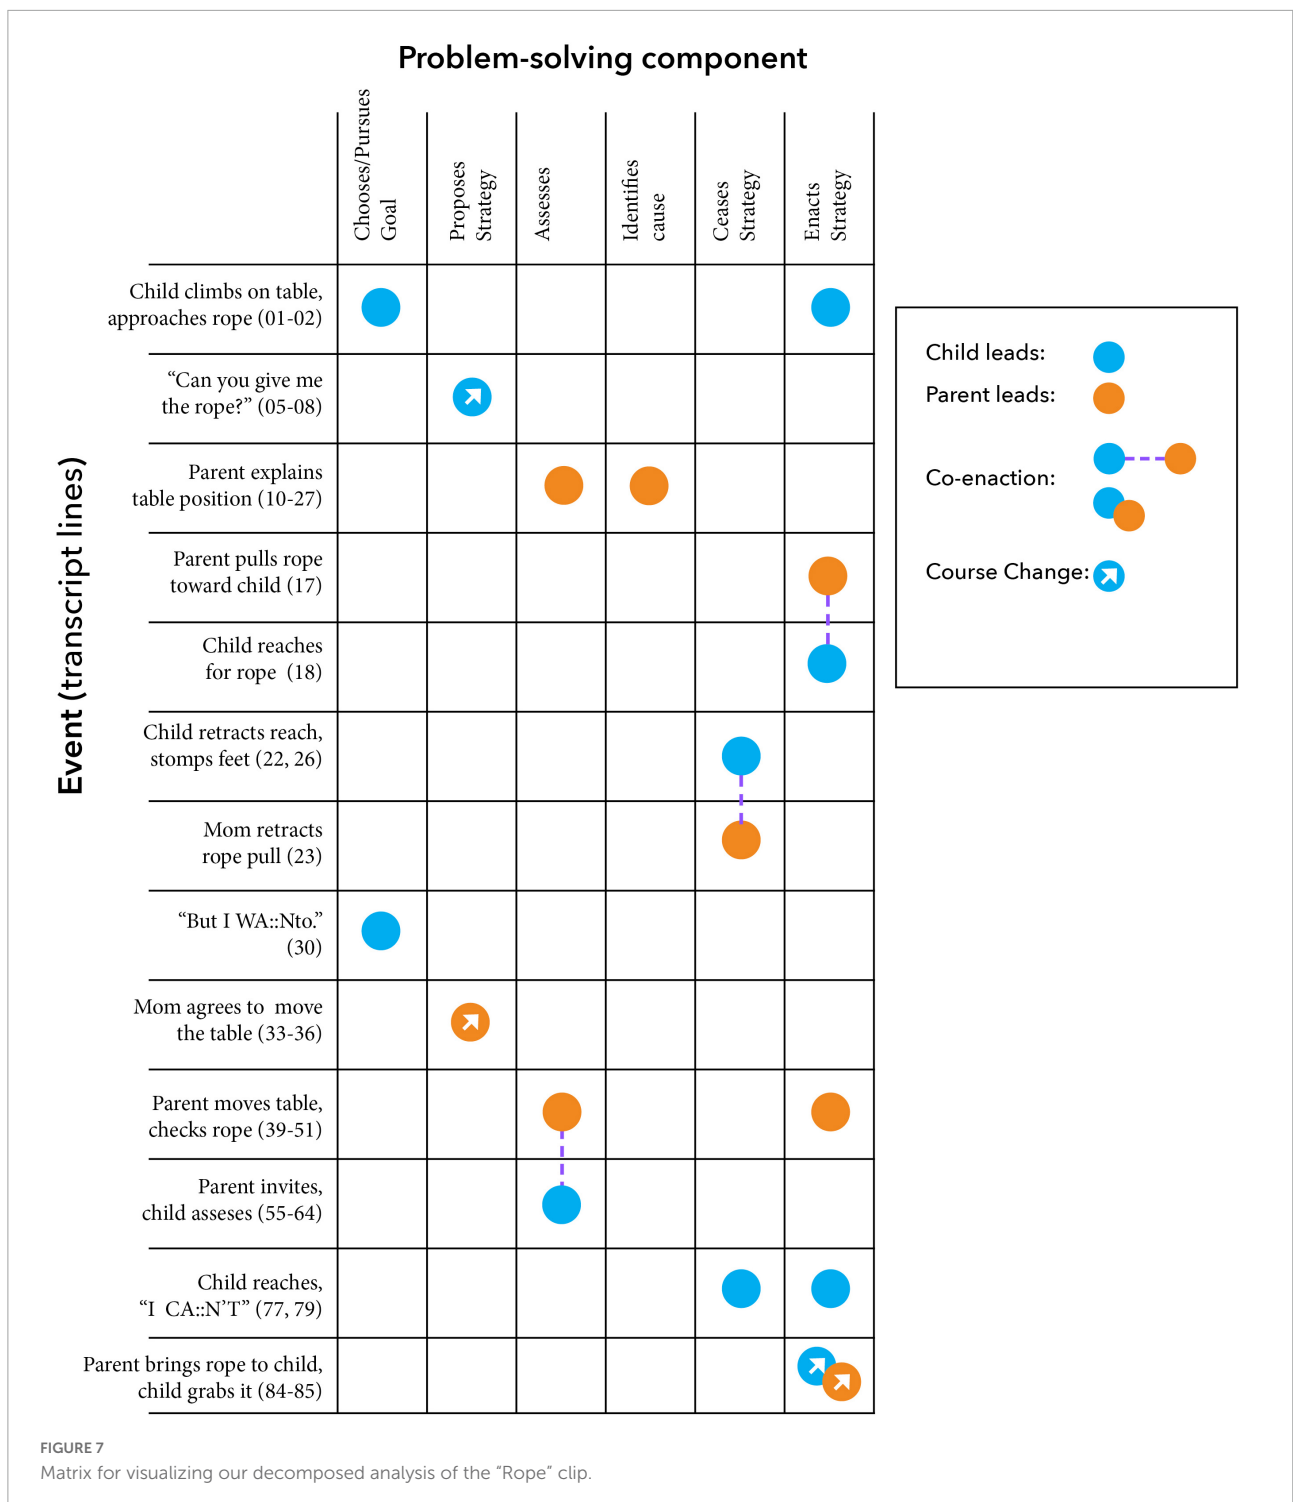 Problem-solving component
Chooses/Pursues
Goal
Proposes
Strategy
Assesses
Identifies
cause
Ceases
Strategy
Enacts
Strategy
Event (transcript lines)
Child climbs on table,
approaches rope (01-02)
“Can you give me
the rope?” (05-08)
Parent explains
table position (10-27)
Parent pulls rope
toward child (17)
Child reaches
for rope (18)
Child retracts reach,
stomps feet (22, 26)
Mom retracts
rope pull (23)
“But I WA::Nto.”
(30)
Mom agrees to move
the table (33-36)
Parent moves table,
checks rope (39-51)
Parent invites,
child asseses (55-64)
Child reaches,
“I CA::N’T” (77, 79)
Parent brings rope to child,
child grabs it (84-85)
Child leads:
Parent leads:
Co-enaction:
Course Change:
FIGURE 7
Matrix for visualizing our decomposed analysis of the “Rope” clip.